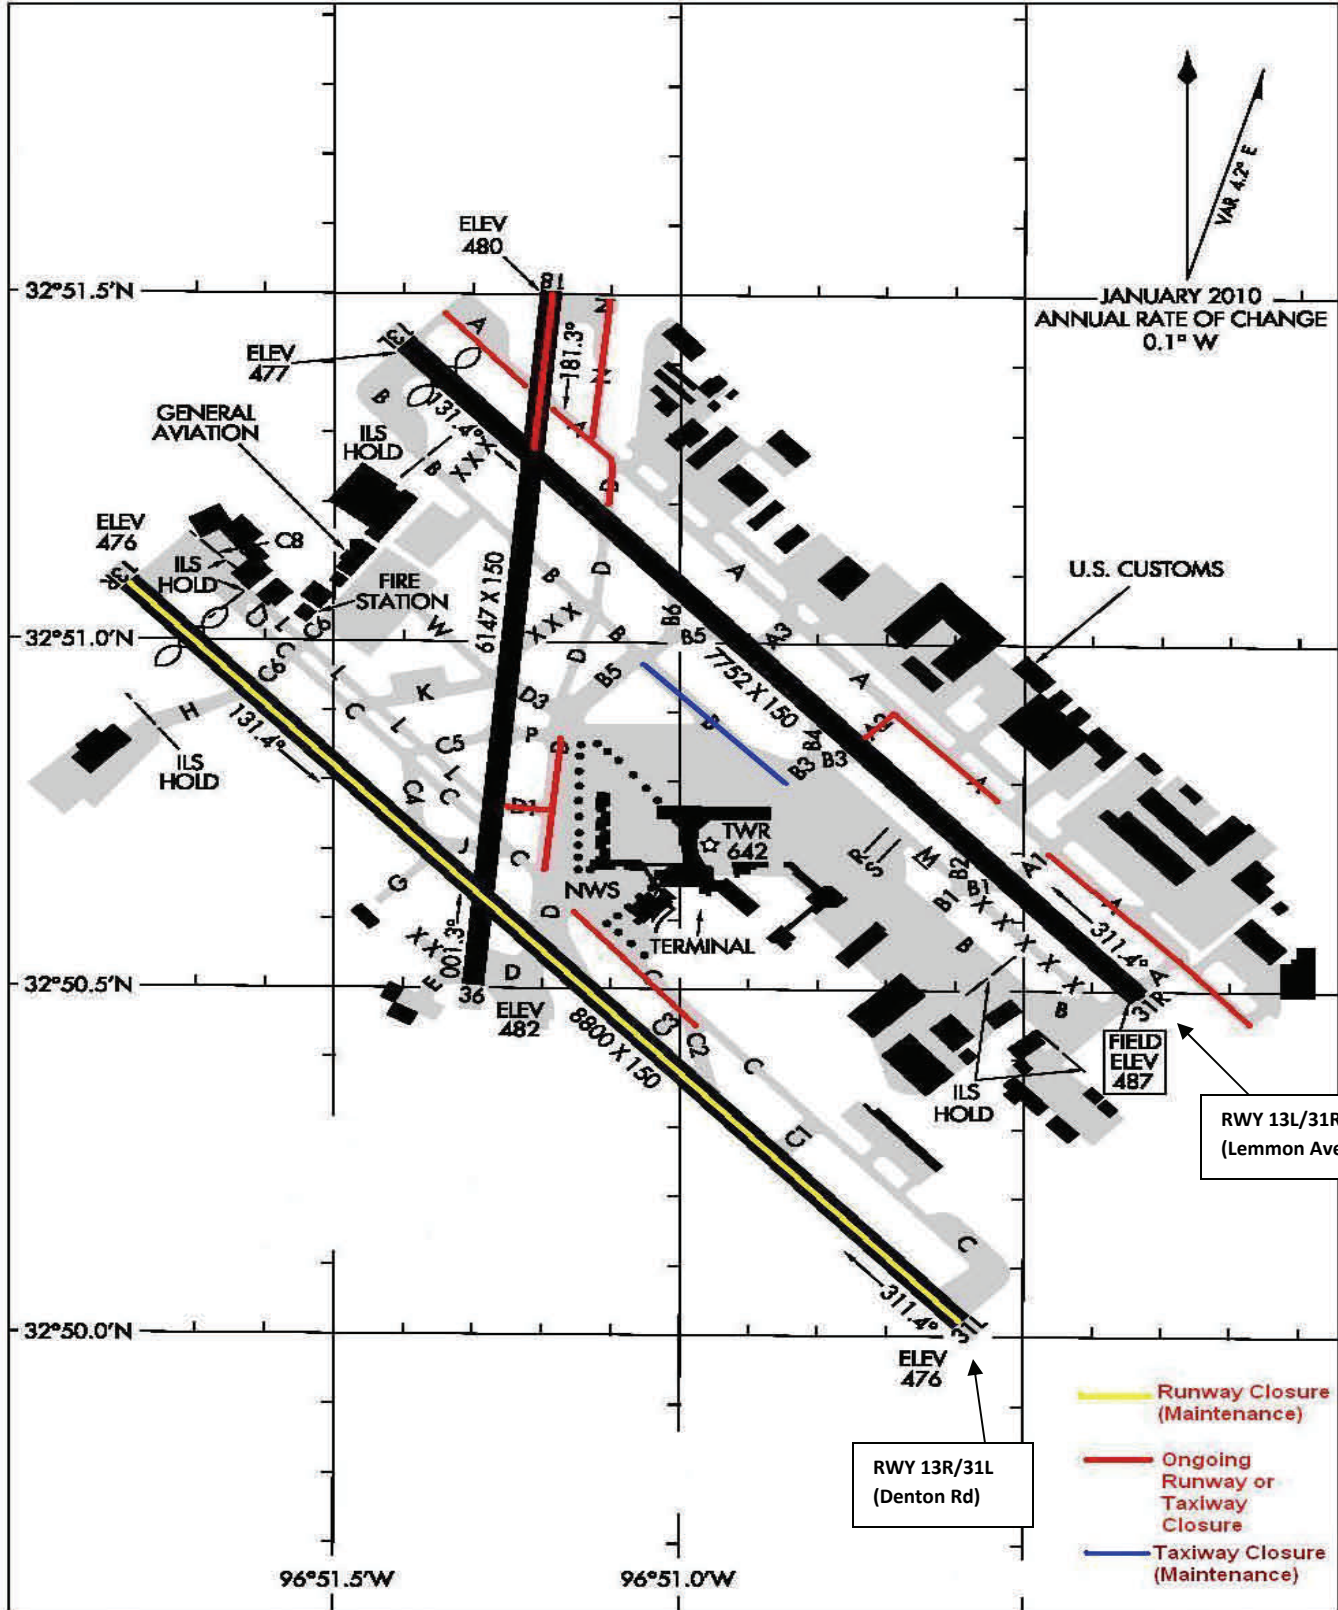 VAR 4.2° E
JANUARY 2010
ANNUAL RATE OF CHANGE
0.1° W
32°51.5'N
ELEV
480
18
N
N
A
181.3°
13L
ELEV
477
GENERAL
AVIATION
ILS
HOLD
B
131.4°
B
X X X
A
D
ELEV
476
13R
C8
ILS
HOLD
FIRE
STATION
D
L
C6
C
U.S. CUSTOMS
32°51.0'N
6147 X 150
W
B
X X X
B
D
D
B5
B6
B5
A
A3
7752 X 150
A
H
C6
131.4°
L
C
K
L
D3
P
D
C5
L
C
C4
ILS
HOLD
B
B4
B3
B3
A2
A
D1
J
C
G
TWR
642
NWS
TERMINAL
S
R
M
B2
B1
B1
X X X X X
A1
A
311.4°
D
X X
E
001.3°
36
D
ELEV
482
B
B
A
31R
32°50.5'N
8800 X 150
C
C3
C2
C
C1
C
FIELD
ELEV
487
ILS
HOLD
RWY 13L/31R
(Lemmon Ave
311.4°
31L
32°50.0'N
ELEV
476
RWY 13R/31L
(Denton Rd)
Runway Closure
(Maintenance)
Ongoing
Runway or
Taxiway
Closure
Taxiway Closure
(Maintenance)
96°51.5'W
96°51.0'W